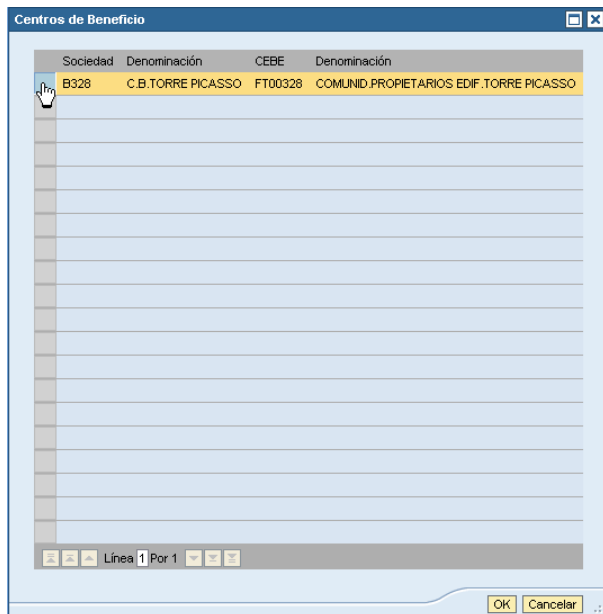 Centros de Beneficio
Sociedad Denominación CEBE Denominación
B328 C.B.TORRE PICASSO FT00328 COMUNID.PROPIETARIOS EDIF.TORRE PICASSO
Línea 1 Por 1
OK Cancelar